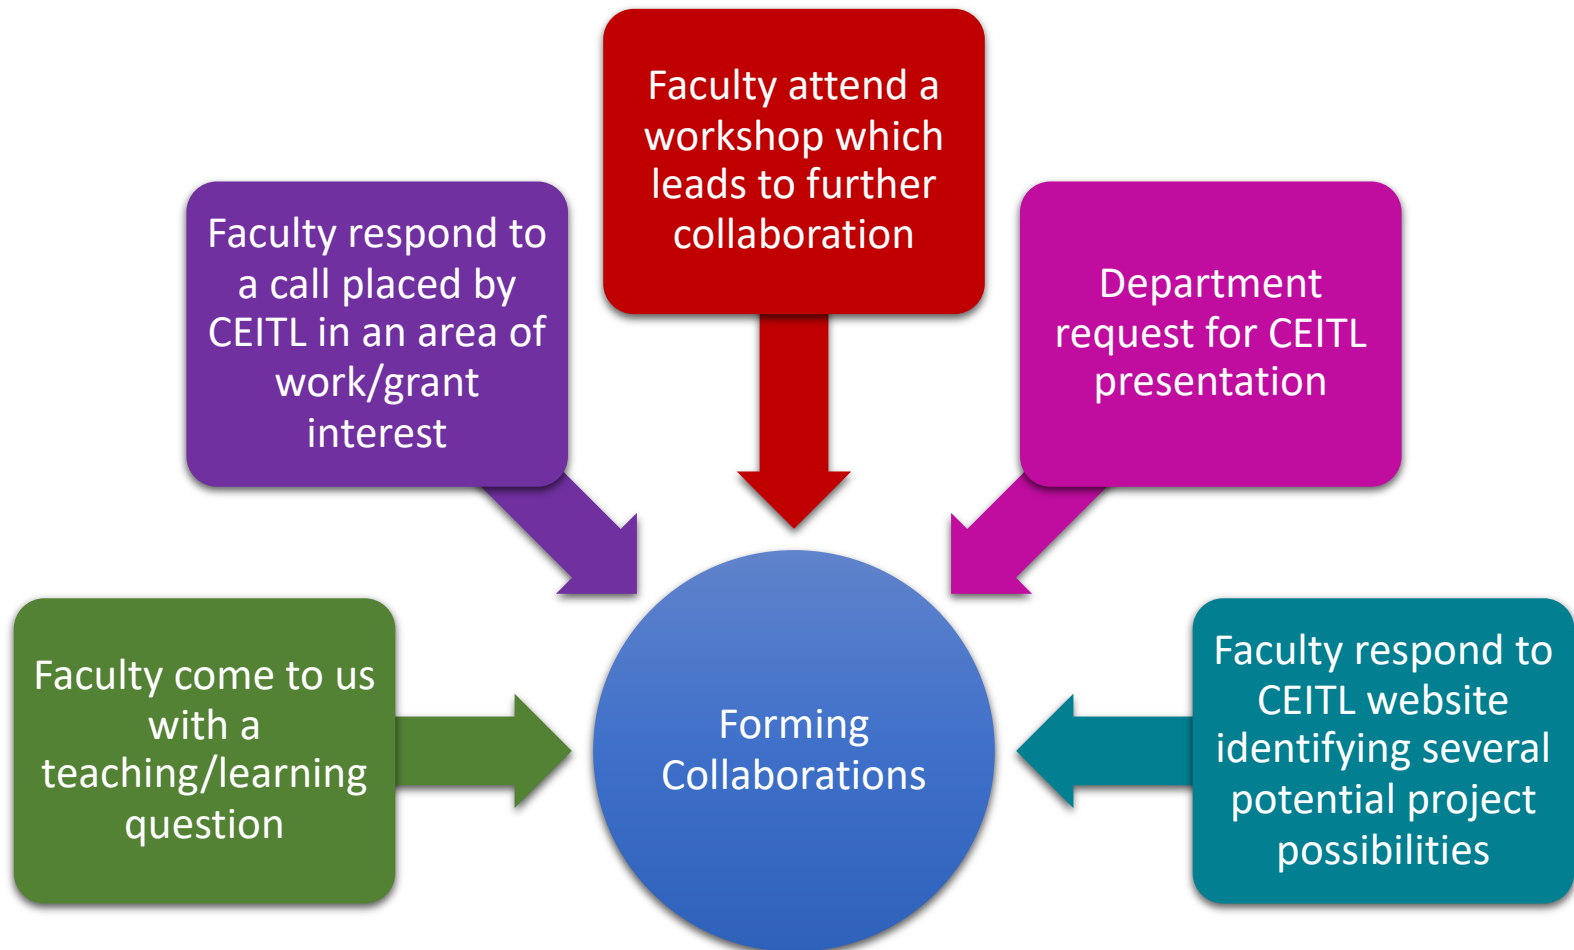 Faculty attend a
workshop which
leads to further
collaboration
Faculty respond to
a call placed by
CEITL in an area of
work/grant
interest
Department
request for CEITL
presentation
Faculty come to us
with a
teaching/learning
question
Forming
Collaborations
Faculty respond to
CEITL website
identifying several
potential project
possibilities